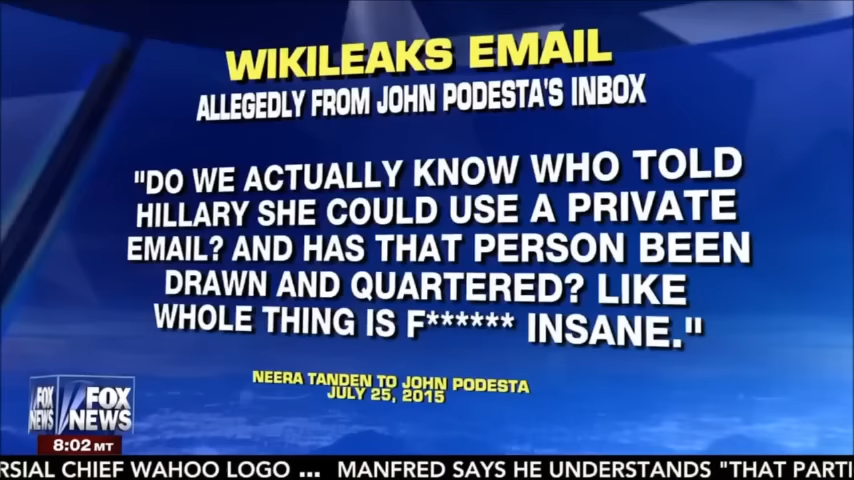 WIKILEAKS EMAIL
ALLEGEDLY FROM JOHN PODESTA'S INBOX
"DO WE ACTUALLY KNOW WHO TOLD
HILLARY SHE COULD USE A PRIVATE
EMAIL? AND HAS THAT PERSON BEEN
DRAWN AND QUARTERED? LIKE
WHOLE THING IS F****** INSANE."
NEERA TANDEN TO JOHN PODESTA
JULY 25, 2015
FOX NEWS
FOX NEWS
8:02 MT
RSIAL CHIEF WAHOO LOGO ... MANFRED SAYS HE UNDERSTANDS "THAT PARTI